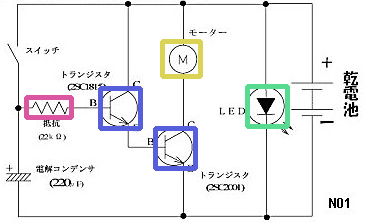 モーター
スイッチ
トランジスタ
(2SC1815)
C
M
+
B
LED
乾電池
抵抗
(22kΩ)
C
B
−
+
電解コンデンサ
(220μF)
トランジスタ
(2SC2001)
N01